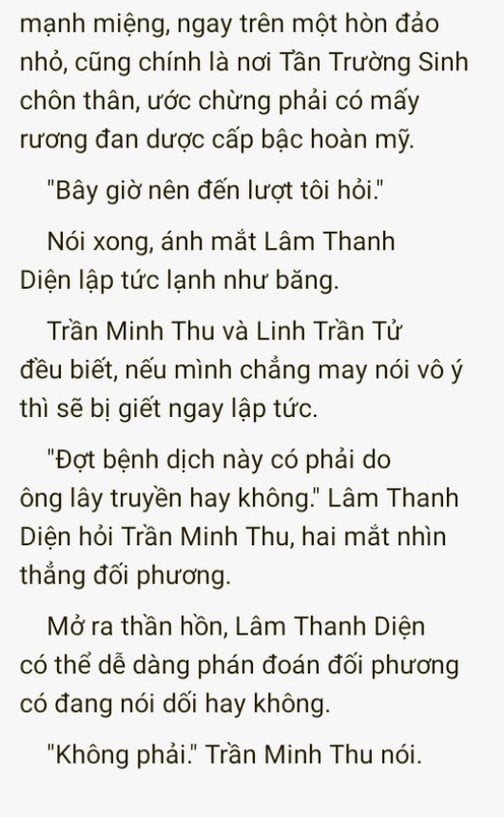 mạnh miệng, ngay trên một hòn đảo
nhỏ, cũng chính là nơi Tần Trường Sinh
chôn thân, ước chừng phải có mấy
rương đan dược cấp bậc hoàn mỹ.
"Bây giờ nên đến lượt tôi hỏi."
Nói xong, ánh mắt Lâm Thanh
Diện lập tức lạnh như băng.
Trần Minh Thu và Linh Trần Tử
đều biết, nếu mình chẳng may nói vô ý
thì sẽ bị giết ngay lập tức.
"Đợt bệnh dịch này có phải do
ông lây truyền hay không." Lâm Thanh
Diện hỏi Trần Minh Thu, hai mắt nhìn
thẳng đối phương.
Mở ra thần hồn, Lâm Thanh Diện
có thể dễ dàng phán đoán đối phương
có đang nói dối hay không.
"Không phải." Trần Minh Thu nói.